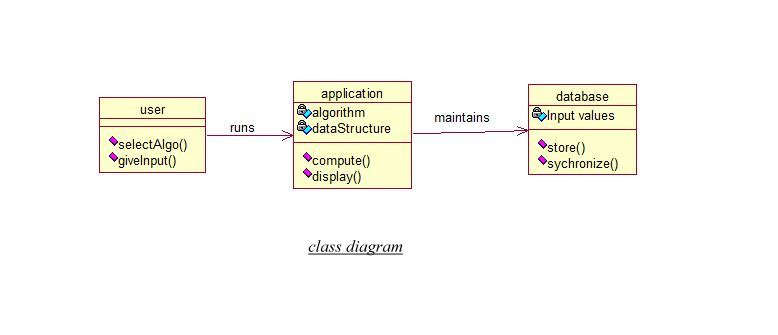 user
selectAlgo()
giveInput()
runs
application
algorithm
dataStructure
compute()
display()
maintains
database
Input values
store()
sychronize()
class diagram